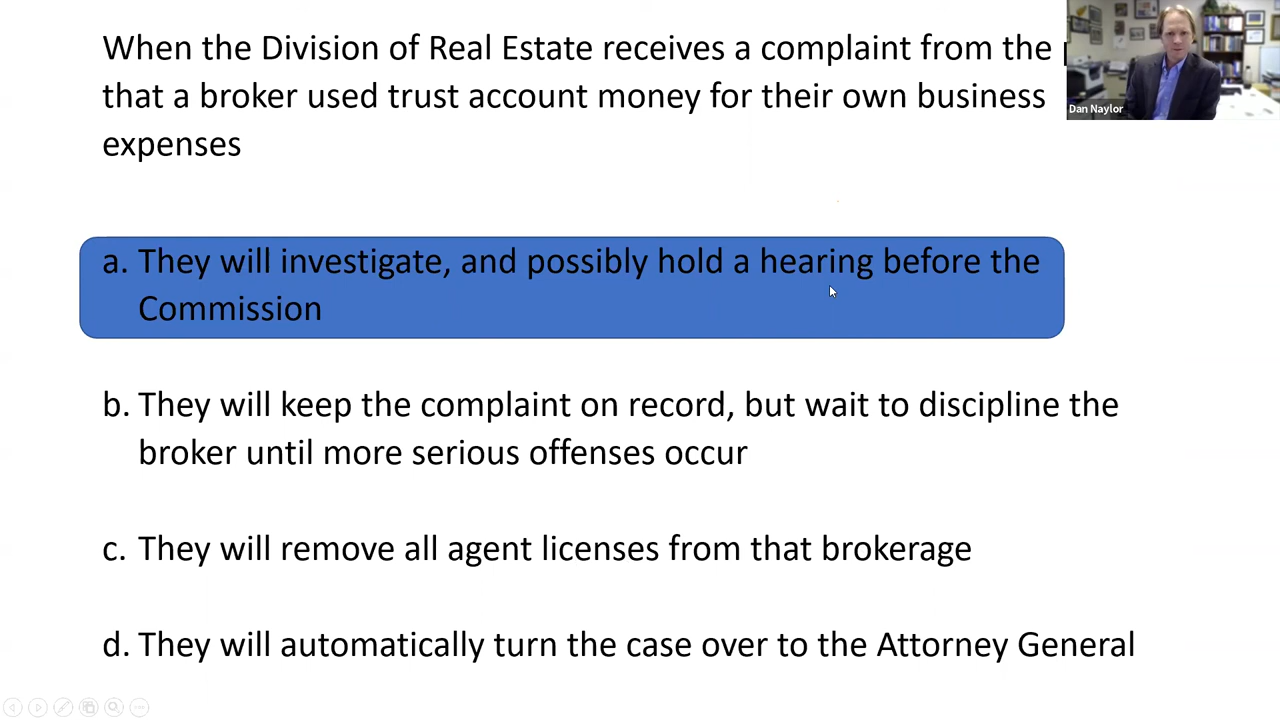 When the Division of Real Estate receives a complaint from the
that a broker used trust account money for their own business
expenses
Dan Naylor
a. They will investigate, and possibly hold a hearing before the
Commission
b. They will keep the complaint on record, but wait to discipline the
broker until more serious offenses occur
c. They will remove all agent licenses from that brokerage
d. They will automatically turn the case over to the Attorney General